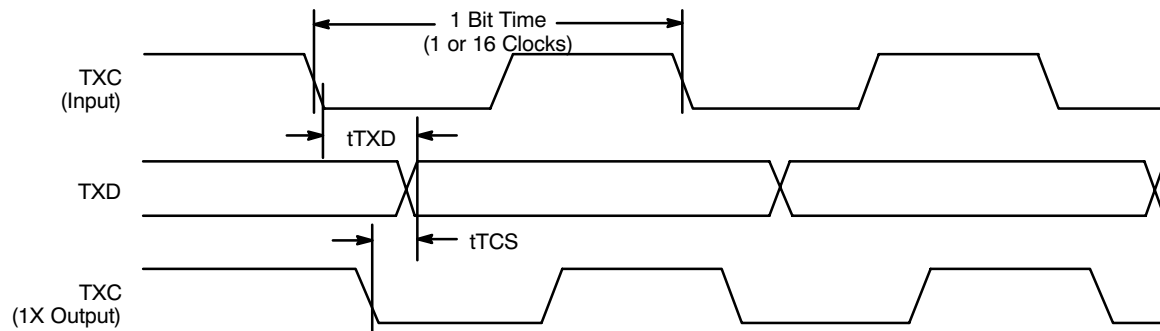 1 Bit Time
(1 or 16 Clocks)
TXC
(Input)
tTXD
TXD
tTCS
TXC
(1X Output)